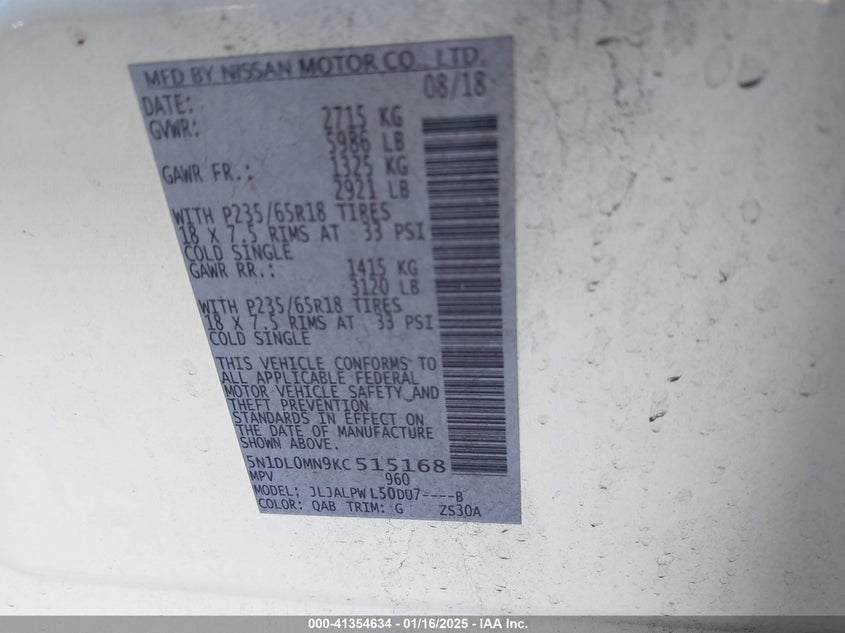 MFD BY NISSAN MOTOR CO., LTD.
DATE: 08/18
GVWR: 2715 KG
5986 LB
GAWR FR.: 1325 KG
2921 LB
WITH P235/65R18 TIRES
18 X 7.5 RIMS AT 33 PSI
COLD SINGLE
GAWR RR.: 1415 KG
3120 LB
WITH P235/65R18 TIRES
18 X 7.5 RIMS AT 33 PSI
COLD SINGLE
THIS VEHICLE CONFORMS TO
ALL APPLICABLE FEDERAL
MOTOR VEHICLE SAFETY AND
THEFT PREVENTION
STANDARDS IN EFFECT ON
THE DATE OF MANUFACTURE
SHOWN ABOVE.
5N1DL0MN9KC515168
MPV 960
MODEL: JLJALPWL50DU7----B
COLOR: QAB TRIM: G ZS30A
000-41354634 - 01/16/2025 - IAA Inc.